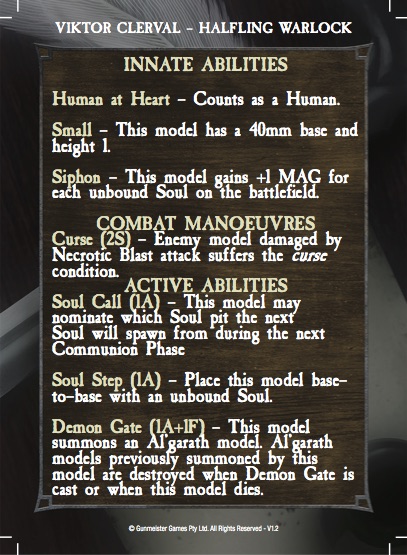 VIKTOR CLERVAL – HALFLING WARLOCK
INNATE ABILITIES
Human at Heart – Counts as a Human.
Small – This model has a 40mm base and
height 1.
Siphon – This model gains +1 MAG for
each unbound Soul on the battlefield.
COMBAT MANOEUVRES
Curse (2S) – Enemy model damaged by
Necrotic Blast attack suffers the curse
condition.
ACTIVE ABILITIES
Soul Call (1A) – This model may
nominate which Soul pit the next
Soul will spawn from during the next
Communion Phase
Soul Step (1A) – Place this model base–
to–base with an unbound Soul.
Demon Gate (1A+1F) – This model
summons an Al'garath model. Al'garath
models previously summoned by this
model are destroyed when Demon Gate is
cast or when this model dies.
© Gunmeister Games Pty Ltd. All Rights Reserved - V1.2